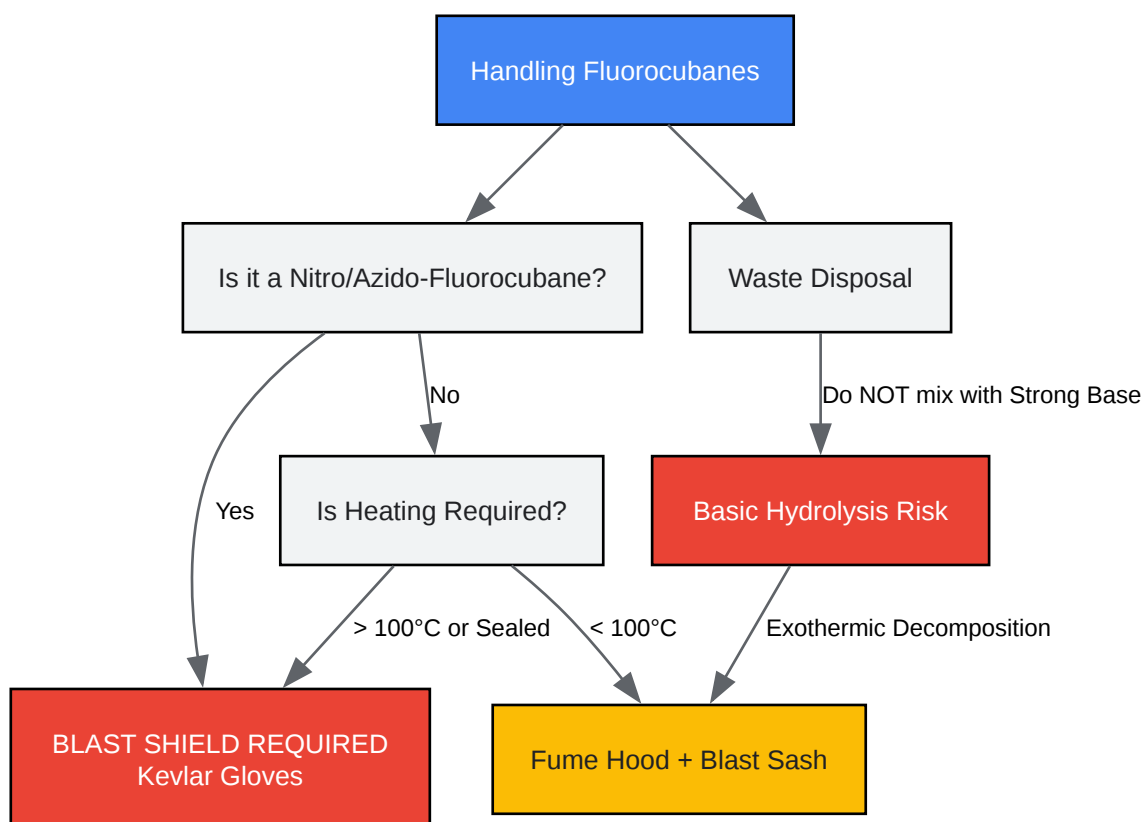 Handling Fluorocubanes
Is it a Nitro/Azido-Fluorocubane?
Waste Disposal
No
Do NOT mix with Strong Base
Yes
Is Heating Required?
Basic Hydrolysis Risk
> 100°C or Sealed
< 100°C
Exothermic Decomposition
BLAST SHIELD REQUIRED
Kevlar Gloves
Fume Hood + Blast Sash